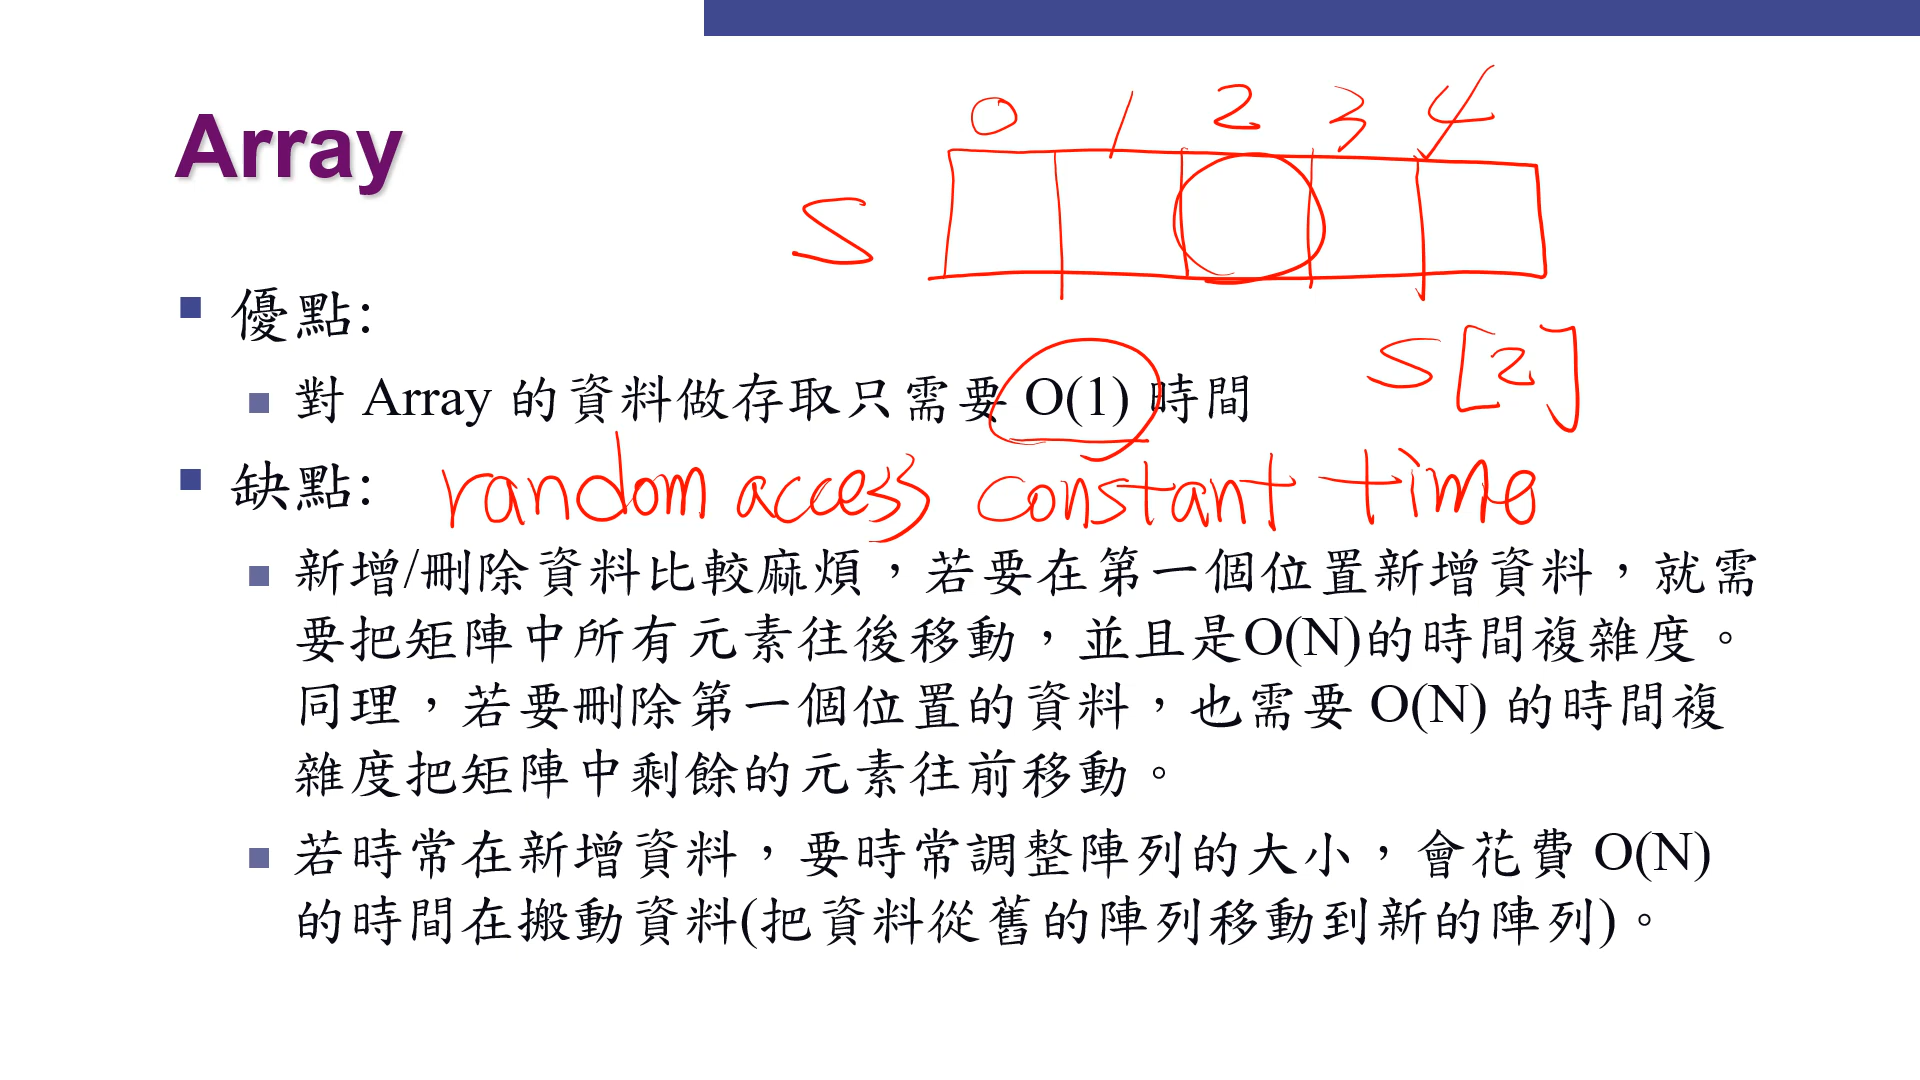 Array
0 1 2 3 4
S
優點:
對 Array 的資料做存取只需要 O(1) 時間
S[2]
缺點:
random access constant time
新增/刪除資料比較麻煩，若要在第一個位置新增資料，就需
要把矩陣中所有元素往後移動，並且是O(N)的時間複雜度。
同理，若要刪除第一個位置的資料，也需要 O(N) 的時間複
雜度把矩陣中剩餘的元素往前移動。
若時常在新增資料，要時常調整陣列的大小，會花費 O(N)
的時間在搬動資料(把資料從舊的陣列移動到新的陣列)。